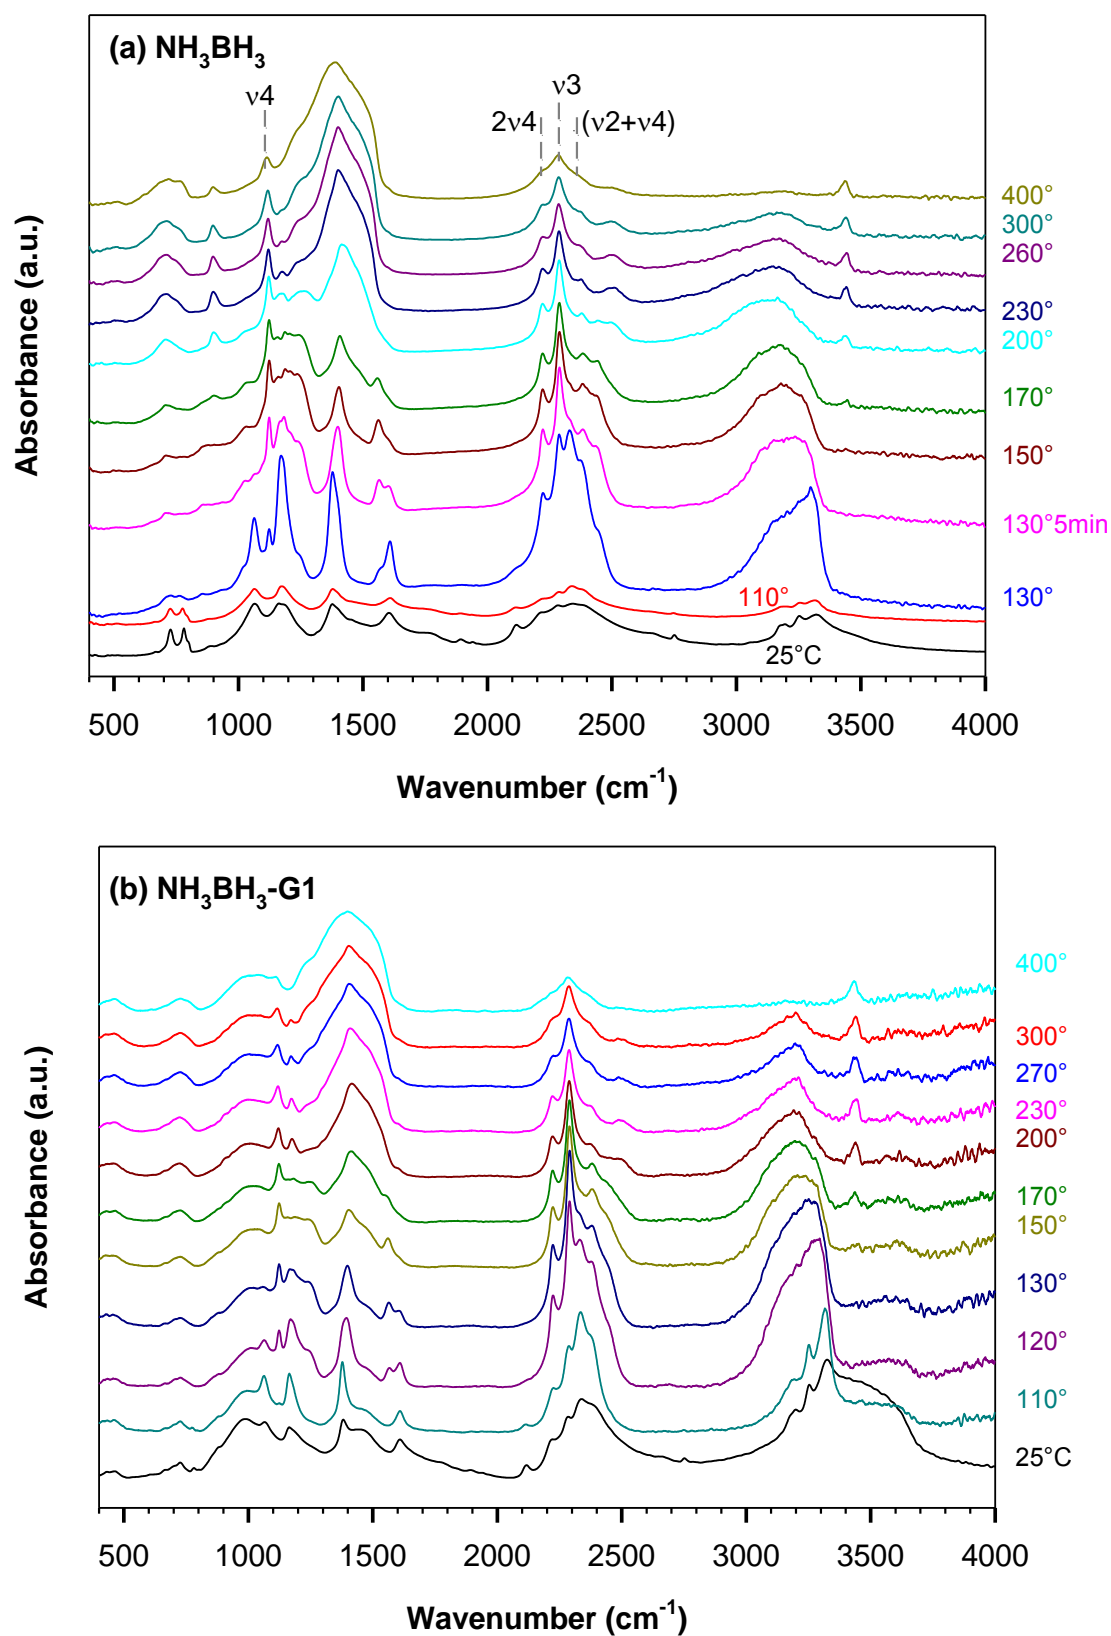 (a) NH₃BH₃
ν4
ν3
2ν4
(ν2+ν4)
400°
300°
260°
230°
200°
170°
150°
130°5min
130°
110°
25°C
Absorbance (a.u.)
500 1000 1500 2000 2500 3000 3500 4000
Wavenumber (cm⁻¹)
(b) NH₃BH₃-G1
400°
300°
270°
230°
200°
170°
150°
130°
120°
110°
25°C
Absorbance (a.u.)
500 1000 1500 2000 2500 3000 3500 4000
Wavenumber (cm⁻¹)